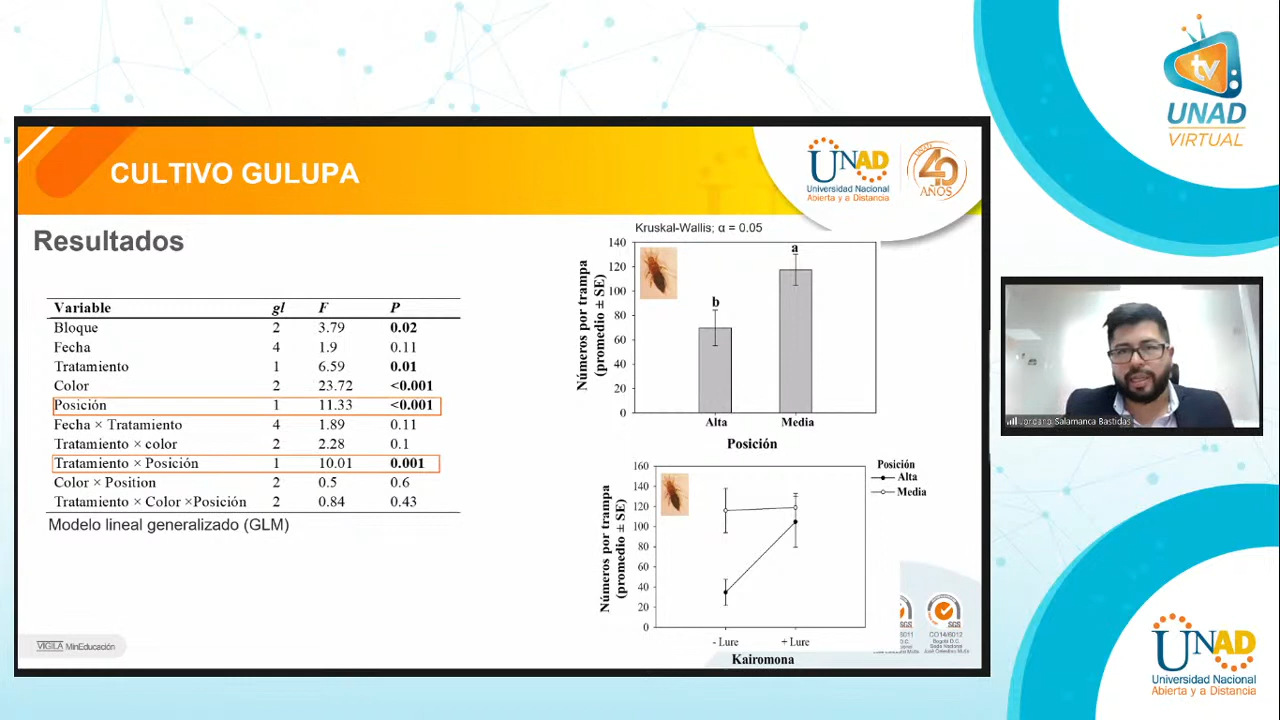 tv
UNAD
VIRTUAL
CULTIVO GULUPA
UNAD
Universidad Nacional
Abierta y a Distancia
40
AÑOS
Resultados
Variable gl F P
Bloque 2 3.79 0.02
Fecha 4 1.9 0.11
Tratamiento 1 6.59 0.01
Color 2 23.72 <0.001
Posición 1 11.33 <0.001
Fecha × Tratamiento 4 1.89 0.11
Tratamiento × color 2 2.28 0.1
Tratamiento × Posición 1 10.01 0.001
Color × Position 2 0.5 0.6
Tratamiento × Color ×Posición 2 0.84 0.43
Modelo lineal generalizado (GLM)
Kruskal-Wallis; α = 0.05
Números por trampa
(promedio ± SE)
140
120
100
80
60
40
20
0
b
a
Alta Media
Posición
Números por trampa
(promedio ± SE)
160
140
120
100
80
60
40
20
0
Posición
Alta
Media
- Lure + Lure
Kairomona
VIGILA MinEducación
SGS
SGS
CO14/6012
Jordano Salamanca Bastidas
UNAD
Universidad Nacional
Abierta y a Distancia